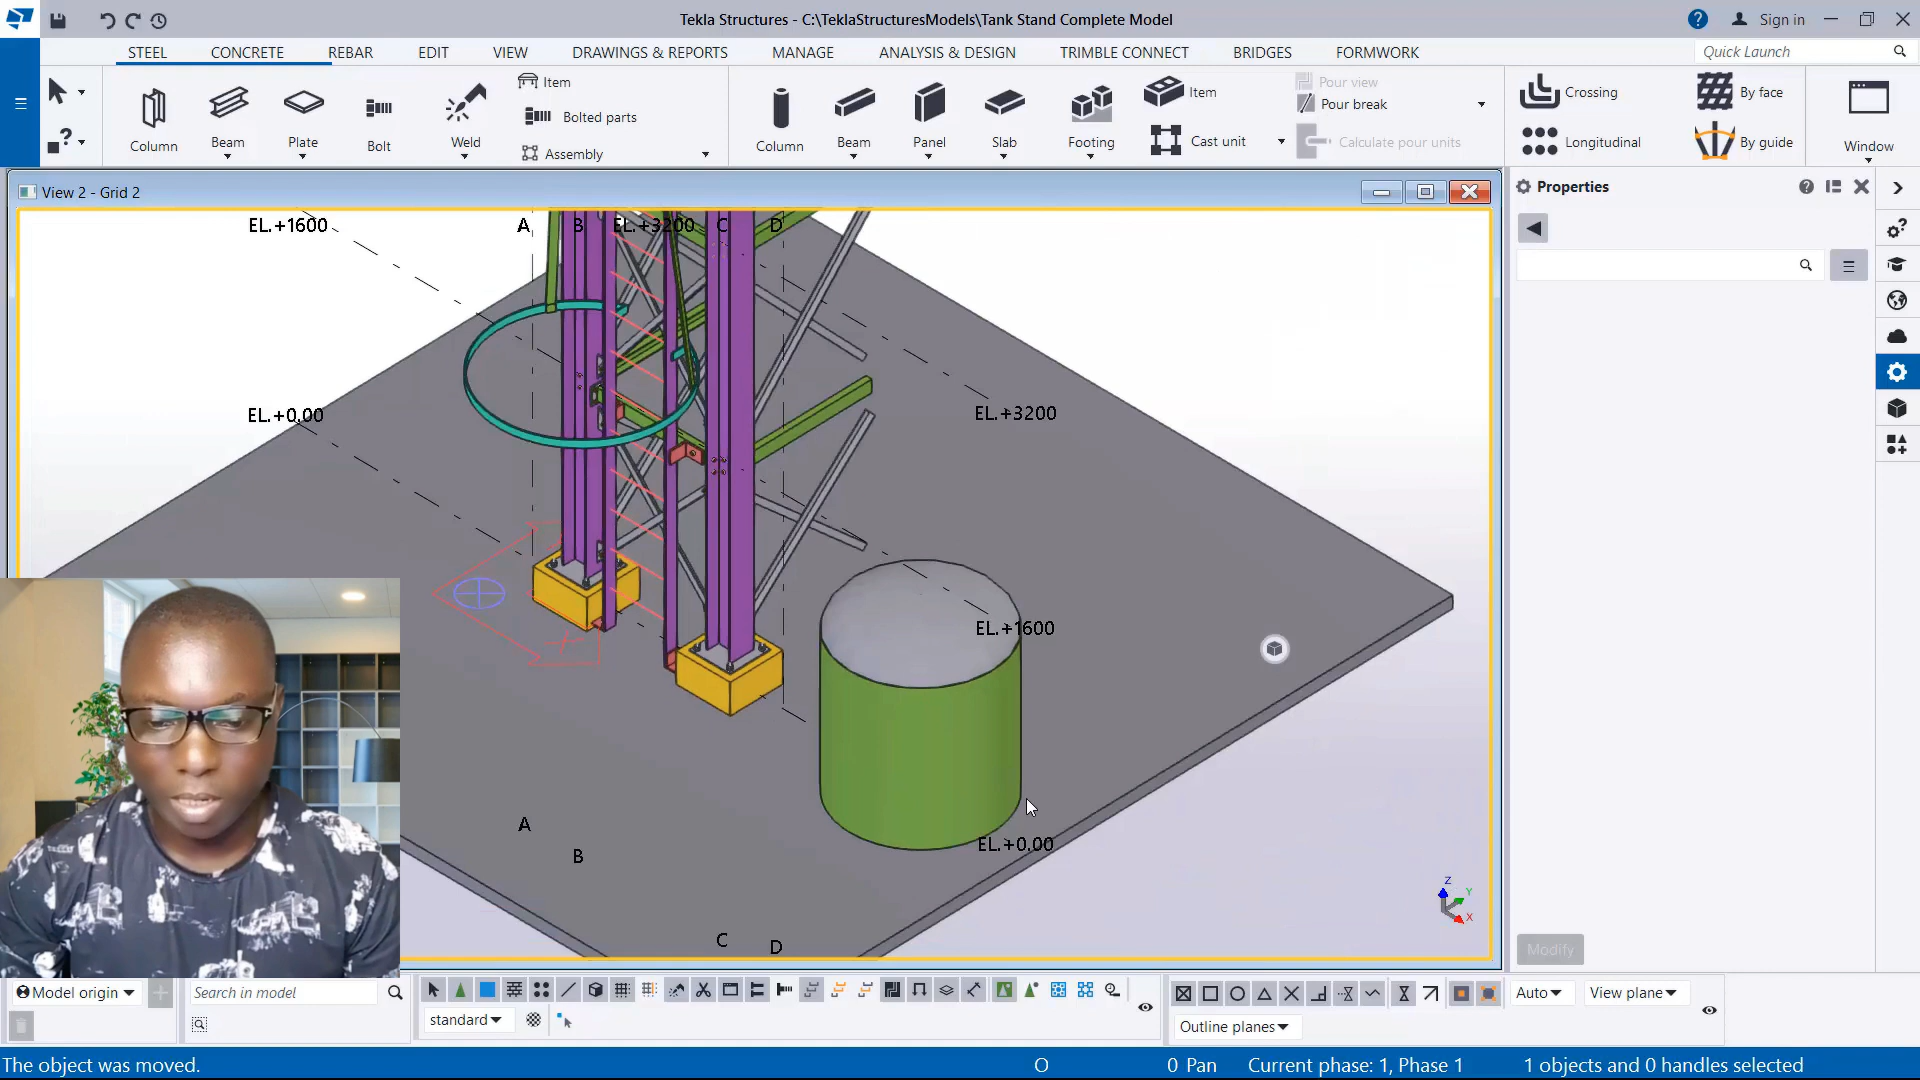 Tekla Structures - C:\TeklaStructuresModels\Tank Stand Complete Model
Sign in
STEEL CONCRETE REBAR EDIT VIEW DRAWINGS & REPORTS MANAGE ANALYSIS & DESIGN TRIMBLE CONNECT BRIDGES FORMWORK
Quick Launch
Column Beam Plate Bolt Weld
Item
Bolted parts
Assembly
Column Beam Panel Slab Footing
Item
Cast unit
Pour view
Pour break
Calculate pour units
Crossing
Longitudinal
By face
By guide
Window
View 2 - Grid 2
Properties
EL.+1600 A B EL.+3200 C D
EL.+0.00
EL.+3200
EL.+1600
EL.+0.00
A
B
C D
Z
Y
X
Modify
Model origin
Search in model
standard
Auto
View plane
Outline planes
The object was moved.
O
0 Pan
Current phase: 1, Phase 1
1 objects and 0 handles selected